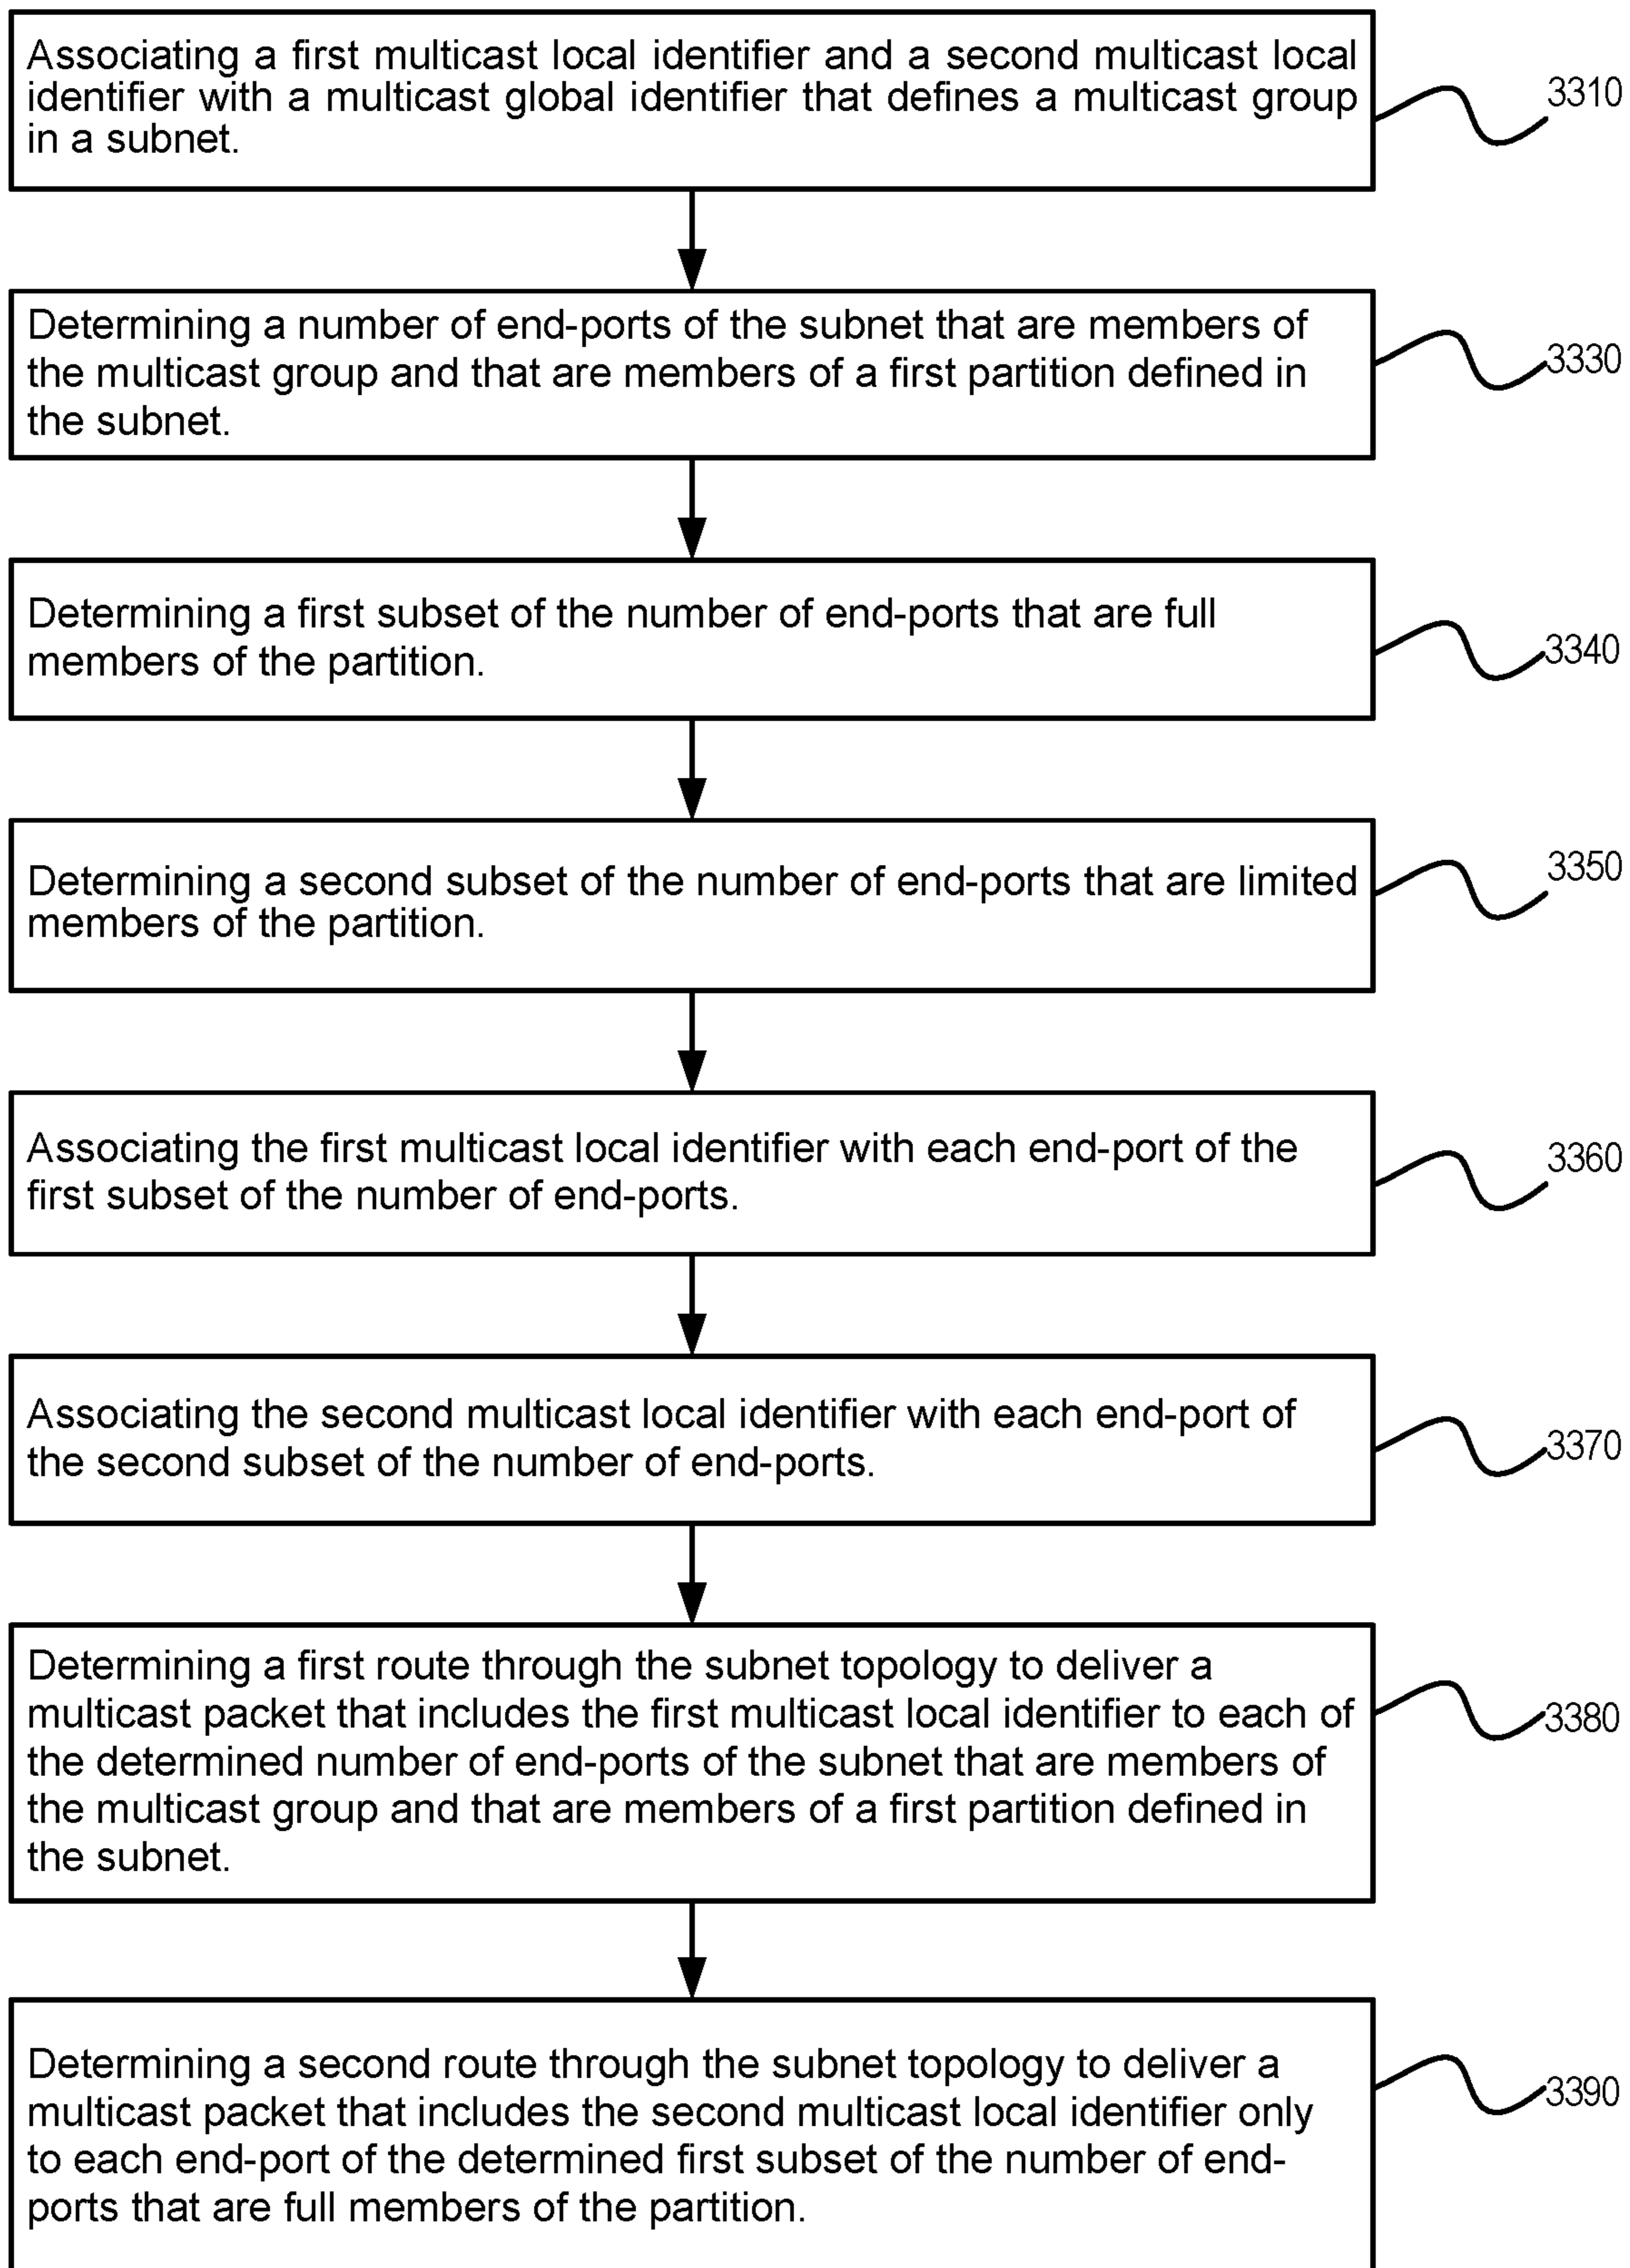 Associating a first multicast local identifier and a second multicast local
identifier with a multicast global identifier that defines a multicast group
in a subnet.
3310
Determining a number of end-ports of the subnet that are members of
the multicast group and that are members of a first partition defined in
the subnet.
3330
Determining a first subset of the number of end-ports that are full
members of the partition.
3340
Determining a second subset of the number of end-ports that are limited
members of the partition.
3350
Associating the first multicast local identifier with each end-port of the
first subset of the number of end-ports.
3360
Associating the second multicast local identifier with each end-port of
the second subset of the number of end-ports.
3370
Determining a first route through the subnet topology to deliver a
multicast packet that includes the first multicast local identifier to each of
the determined number of end-ports of the subnet that are members of
the multicast group and that are members of a first partition defined in
the subnet.
3380
Determining a second route through the subnet topology to deliver a
multicast packet that includes the second multicast local identifier only
to each end-port of the determined first subset of the number of end-
ports that are full members of the partition.
3390